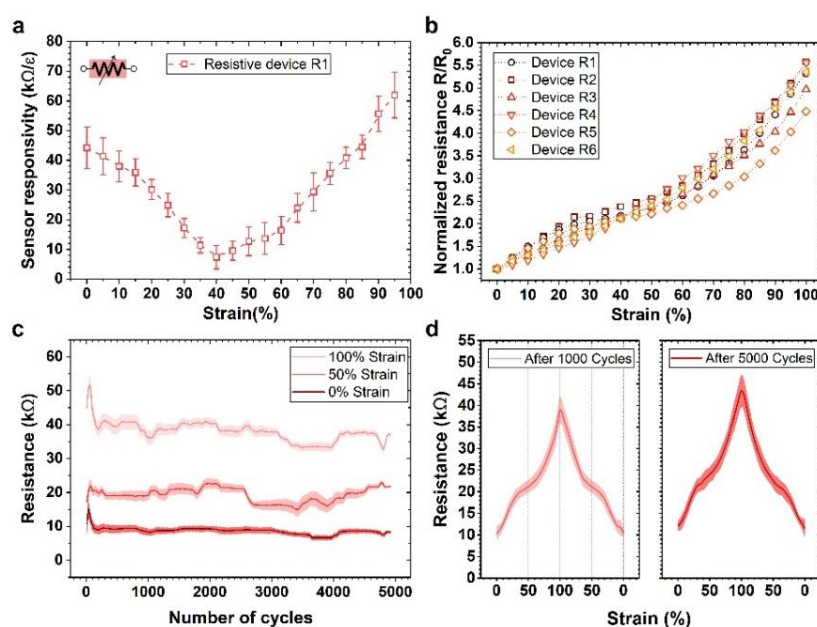 a
Sensor responsivity (kΩ/ε)
80
70
60
50
40
30
20
10
0
Resistive device R1
0 10 20 30 40 50 60 70 80 90 100
Strain(%)
b
Normalized resistance R/R0
5.5
5.0
4.5
4.0
3.5
3.0
2.5
2.0
1.5
1.0
Device R1
Device R2
Device R3
Device R4
Device R5
Device R6
0 10 20 30 40 50 60 70 80 90 100
Strain (%)
c
Resistance (kΩ)
60
50
40
30
20
10
0
100% Strain
50% Strain
0% Strain
0 1000 2000 3000 4000 5000
Number of cycles
d
Resistance (kΩ)
55
50
45
40
35
30
25
20
15
10
5
0
After 1000 Cycles
After 5000 Cycles
0 50 100 50 0
0 50 100 50 0
Strain (%)